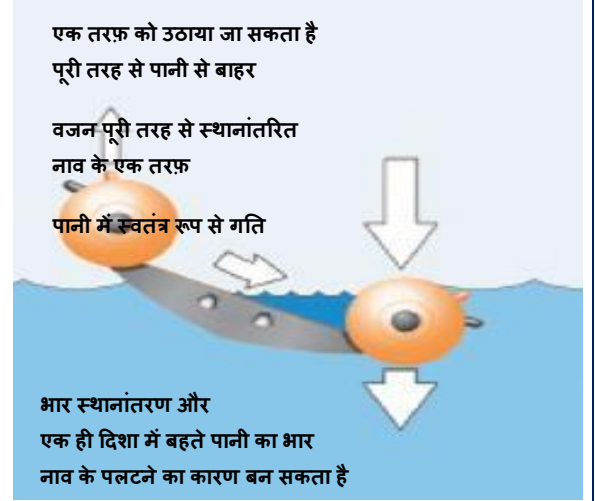 एक तरफ़ को उठाया जा सकता है
पूरी तरह से पानी से बाहर
वजन पूरी तरह से स्थानांतरित
नाव के एक तरफ़
पानी में स्वतंत्र रूप से गति
भार स्थानांतरण और
एक ही दिशा में बहते पानी का भार
नाव के पलटने का कारण बन सकता है